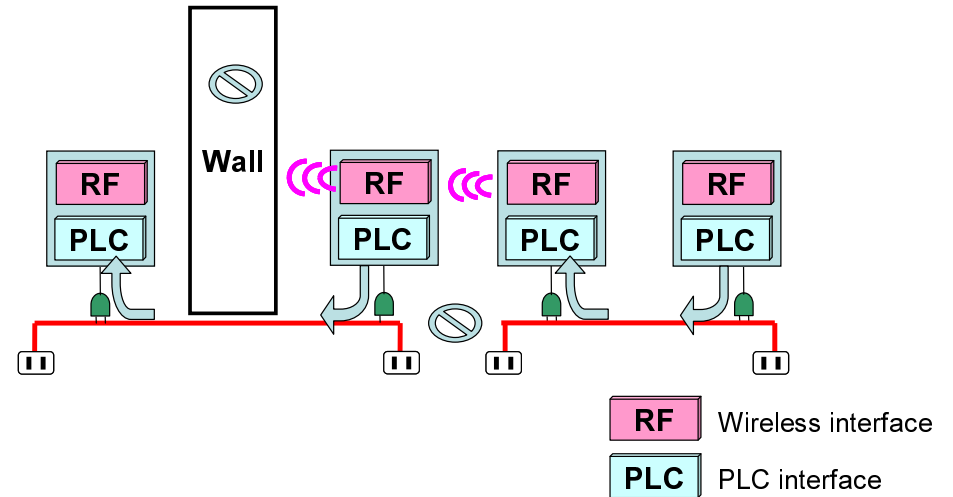 Wall
RF
RF
RF
RF
PLC
PLC
PLC
PLC
RF Wireless interface
PLC PLC interface